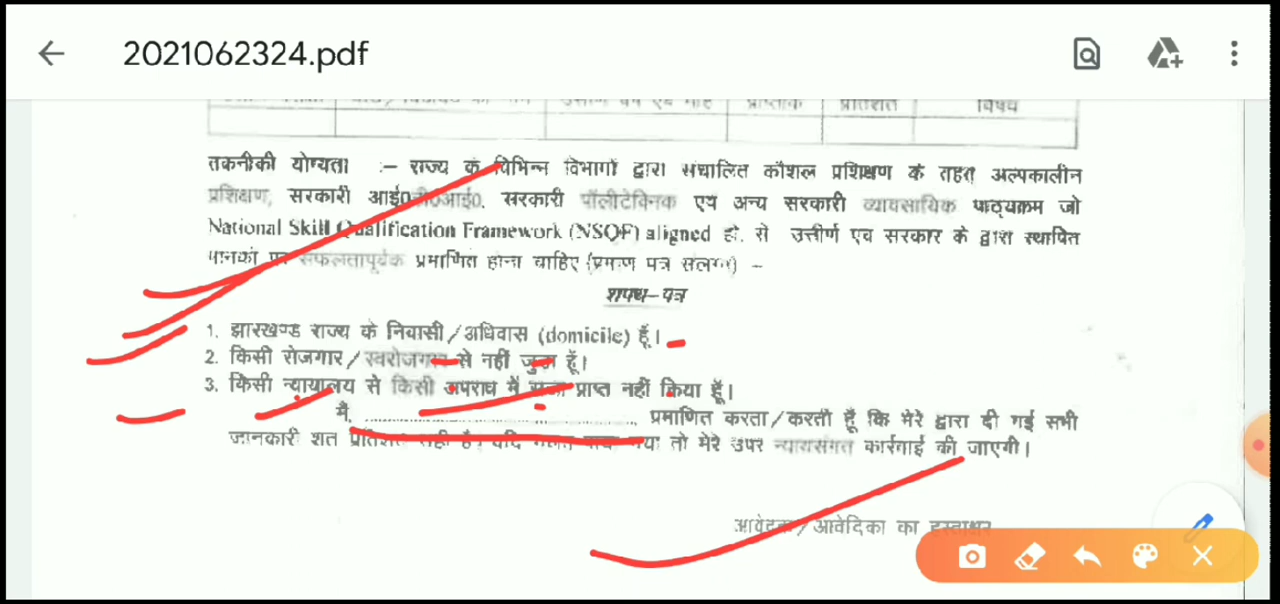 2021062324.pdf
प्राप्तांक प्रतिशत विषय
तकनीकी योग्यता :- राज्य के विभिन्न विभागों द्वारा संचालित कौशल प्रशिक्षण के तहत अल्पकालीन
प्रशिक्षण, सरकारी आई0टी0आई0, सरकारी पॉलीटेक्निक एवं अन्य सरकारी व्यावसायिक पाठ्यक्रम जो
National Skill Qualification Framework (NSQF) aligned हो, से उत्तीर्ण एवं सरकार के द्वारा स्थापित
मानकों पर सफलतापूर्वक प्रमाणित होना चाहिए (प्रमाण पत्र संलग्न) –
शपथ–पत्र
1. झारखण्ड राज्य के निवासी/अधिवास (domicile) हूँ।
2. किसी रोजगार/स्वरोजगार से नहीं जुड़ा हूँ।
3. किसी न्यायालय से किसी अपराध में सजा प्राप्त नहीं किया हूँ।
मैं, ........................................................ प्रमाणित करता/करती हूँ कि मेरे द्वारा दी गई सभी
जानकारी शत प्रतिशत सही है। यदि गलत पाया गया तो मेरे उपर न्यायसंगत कार्रवाई की जाएगी।
आवेदक/आवेदिका का हस्ताक्षर